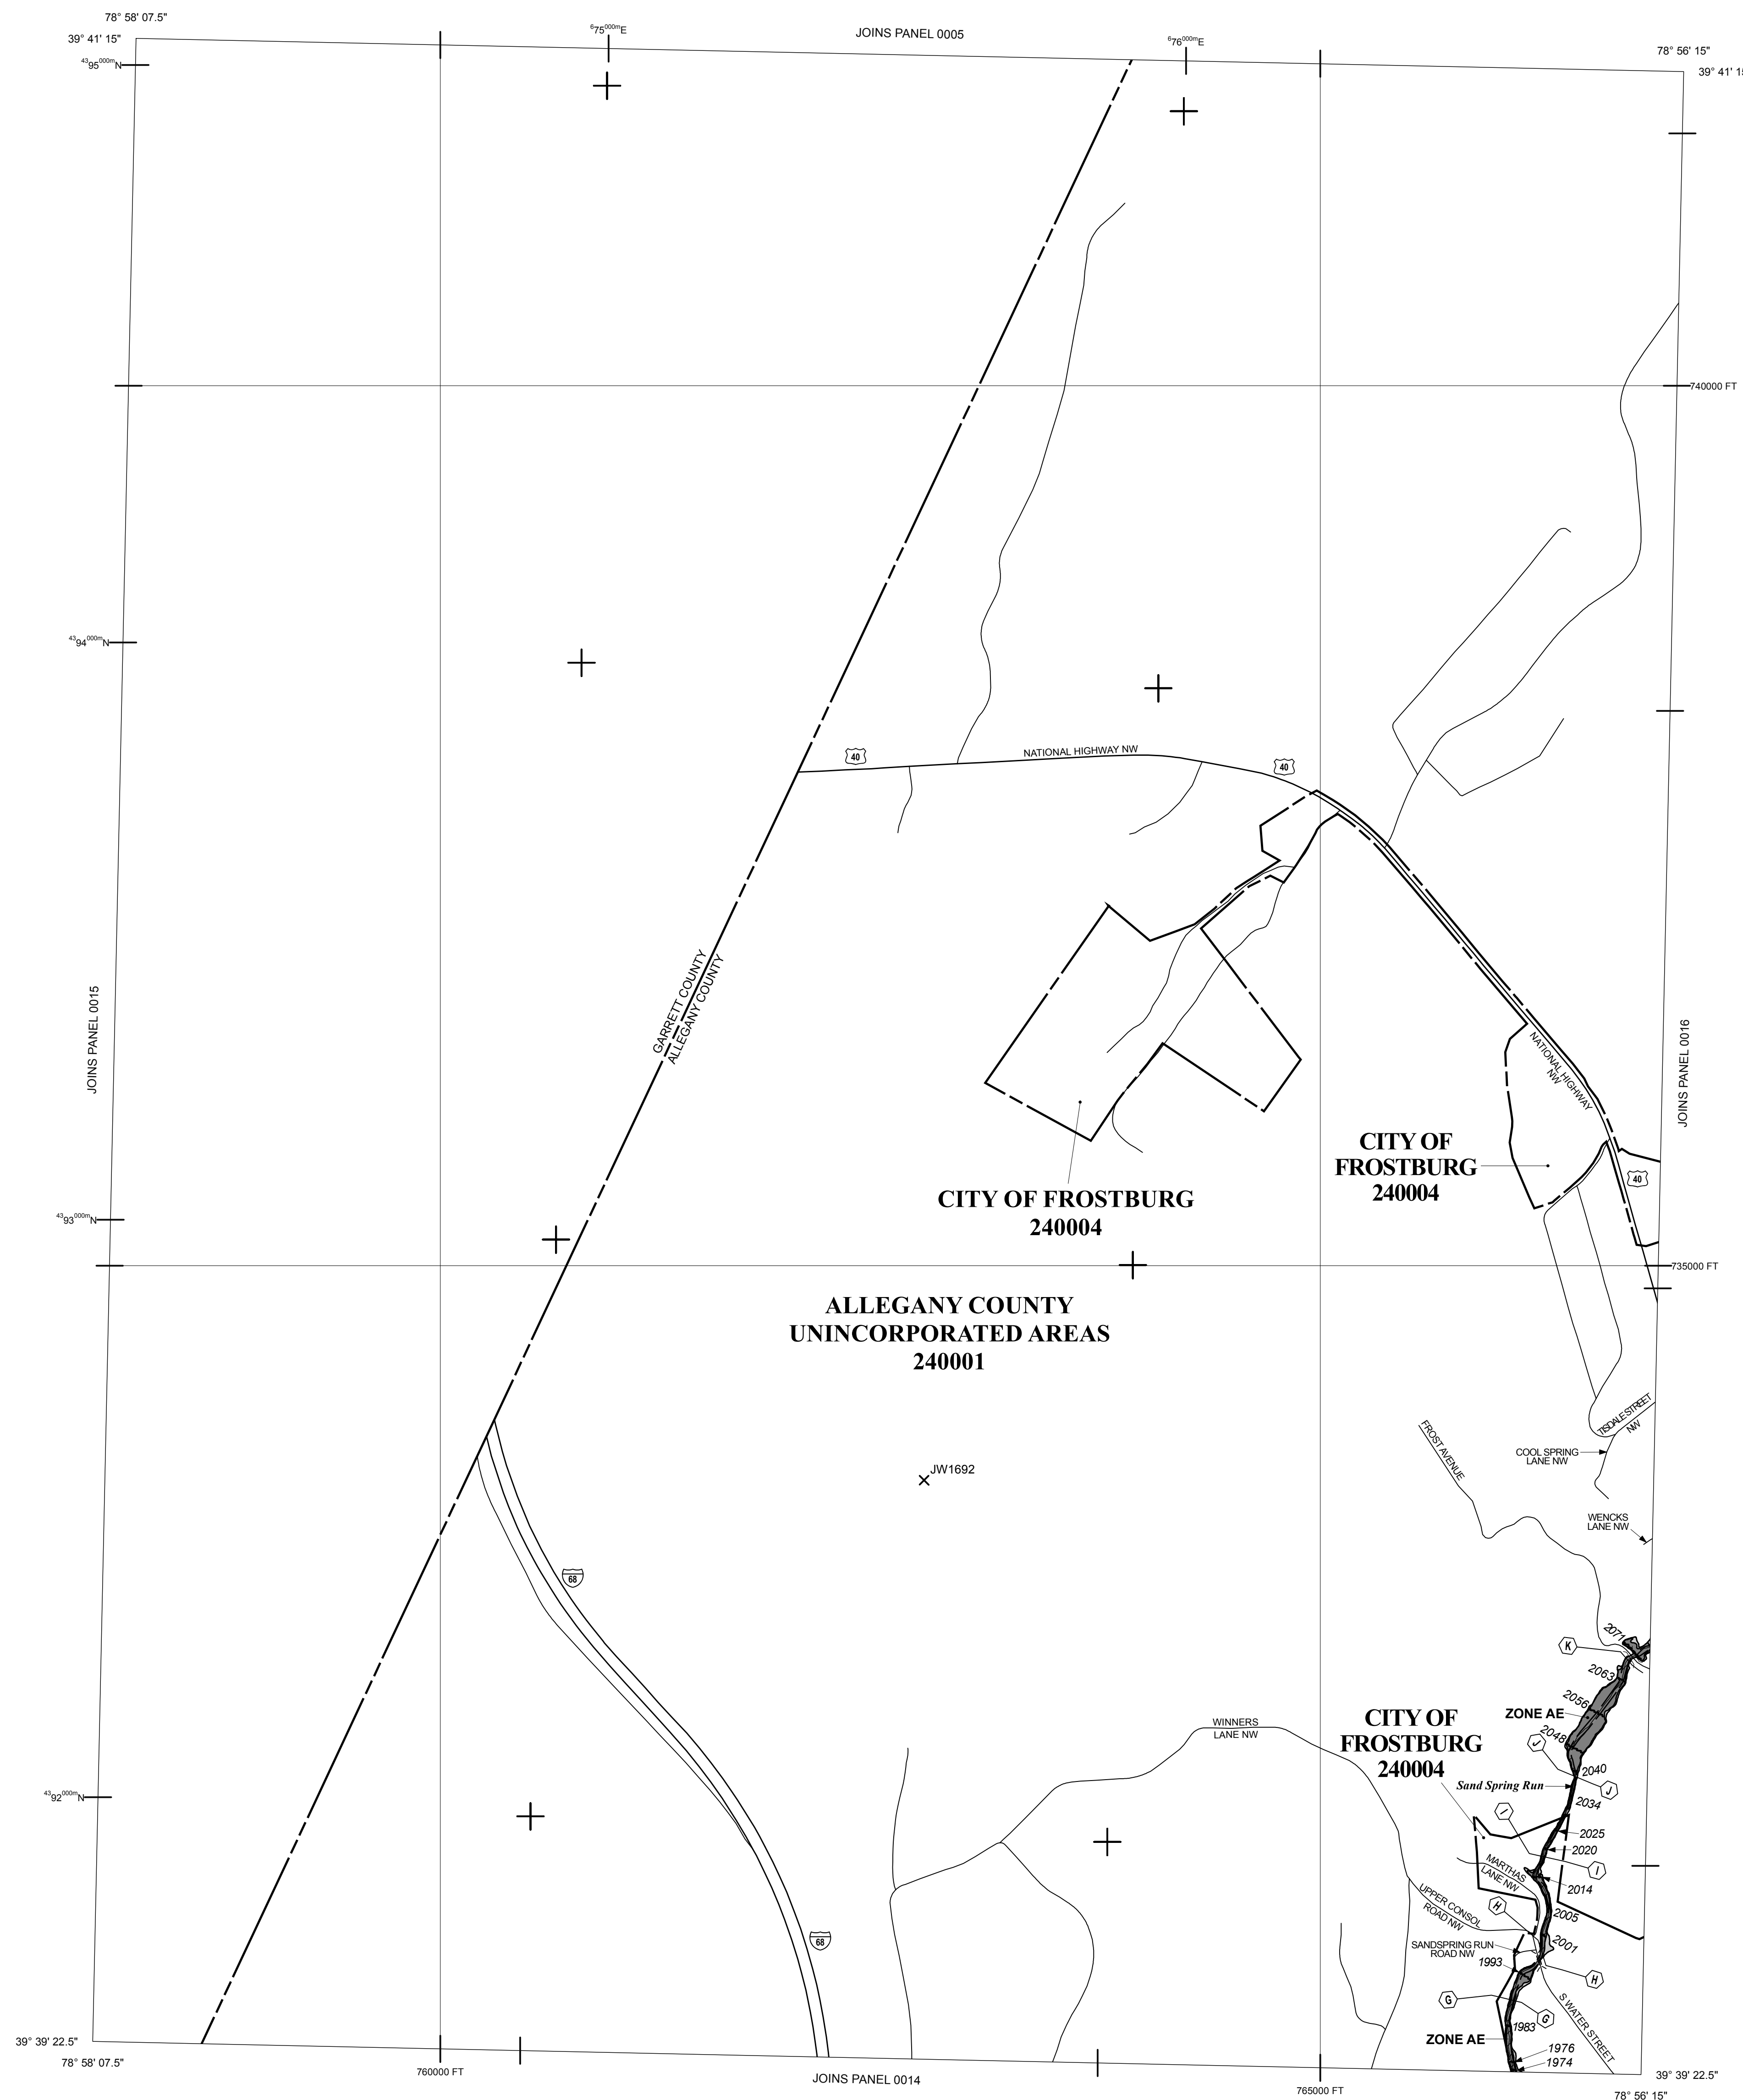 78° 58' 07.5"
39° 41' 15"
4395000mN
675000mE
JOINS PANEL 0005
676000mE
78° 56' 15"
740000 FT
4394000mN
40
NATIONAL HIGHWAY NW
40
GARRETT COUNTY
ALLEGANY COUNTY
JOINS PANEL 0015
JOINS PANEL 0016
NATIONAL HIGHWAY
NW
CITY OF
FROSTBURG
240004
40
CITY OF FROSTBURG
240004
4393000mN
735000 FT
ALLEGANY COUNTY
UNINCORPORATED AREAS
240001
TISDALE STREET
NW
FROST AVENUE
COOL SPRING
LANE NW
JW1692
WENCKS
LANE NW
68
2071
K
2063
2056
ZONE AE
CITY OF
FROSTBURG
240004
WINNERS
LANE NW
2048
J
2040
Sand Spring Run
J
2034
4392000mN
I
2025
2020
MARTHAS
LANE NW
I
2014
UPPER CONSOL
ROAD NW
H
2005
68
2001
SANDSPRING RUN
ROAD NW
1993
H
G
G
S WATER STREET
1983
ZONE AE
1976
1974
39° 39' 22.5"
78° 58' 07.5"
760000 FT
JOINS PANEL 0014
765000 FT
39° 39' 22.5"
78° 56' 15"